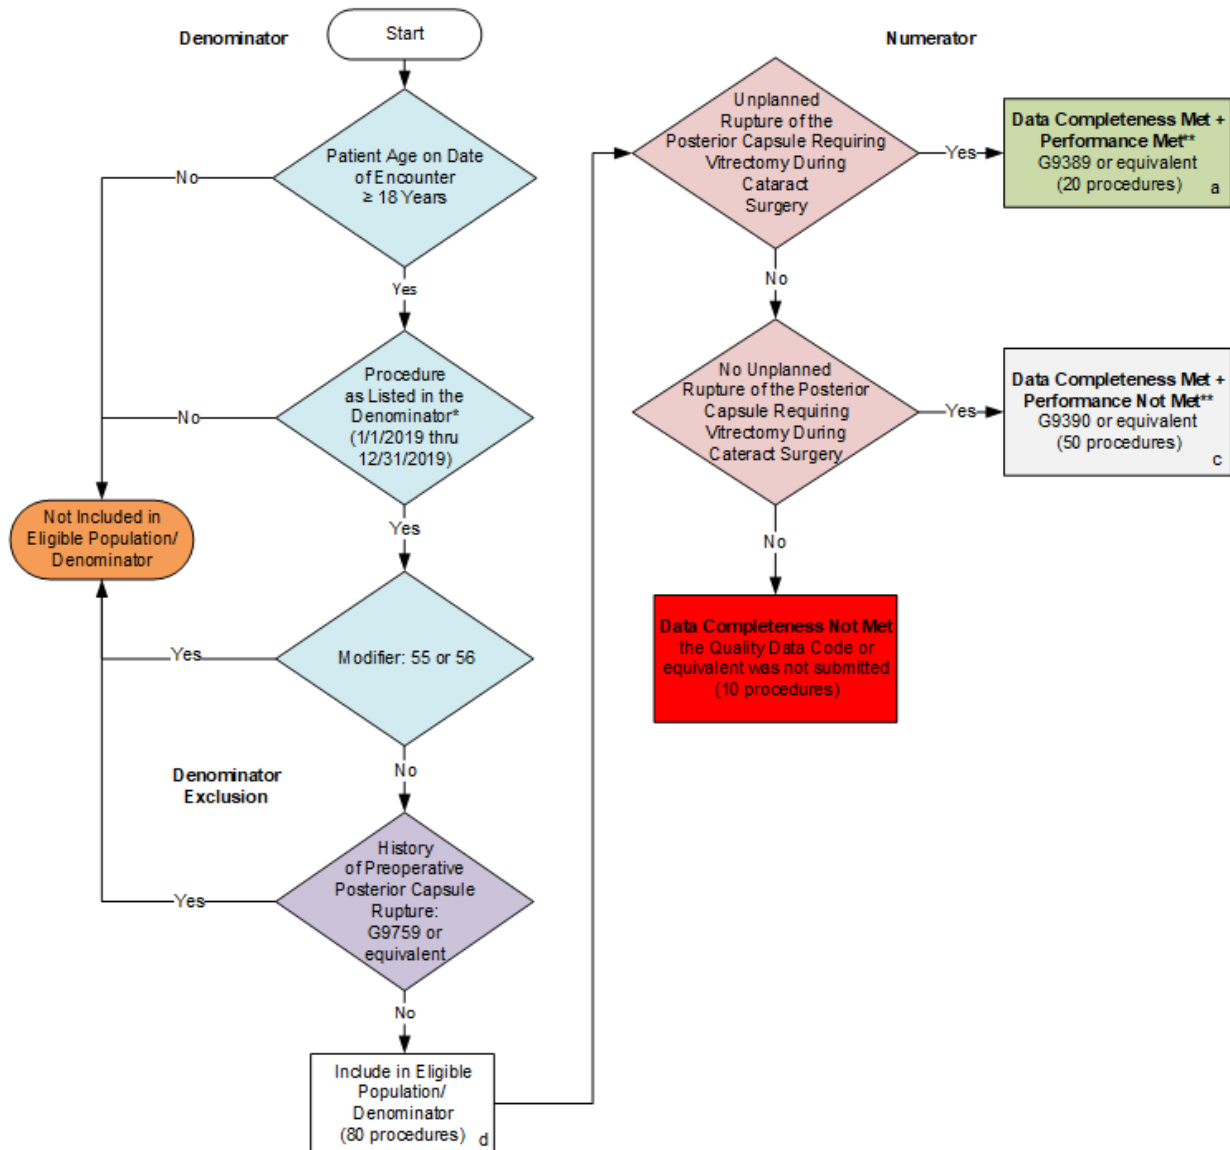 Denominator
Start
Numerator
Patient Age on Date
of Encounter
≥ 18 Years
No
Yes
Procedure
as Listed in the
Denominator*
(1/1/2019 thru
12/31/2019)
No
Yes
Not Included in
Eligible Population/
Denominator
Modifier: 55 or 56
Yes
No
Denominator
Exclusion
History
of Preoperative
Posterior Capsule
Rupture:
G9759 or
equivalent
Yes
No
Include in Eligible
Population/
Denominator
(80 procedures)
d
Unplanned
Rupture of the
Posterior Capsule Requiring
Vitrectomy During
Cataract
Surgery
Yes
Data Completeness Met +
Performance Met**
G9389 or equivalent
(20 procedures)
a
No
No Unplanned
Rupture of the Posterior
Capsule Requiring
Vitrectomy During
Cateract Surgery
Yes
Data Completeness Met +
Performance Not Met**
G9390 or equivalent
(50 procedures)
c
No
Data Completeness Not Met
the Quality Data Code or
equivalent was not submitted
(10 procedures)